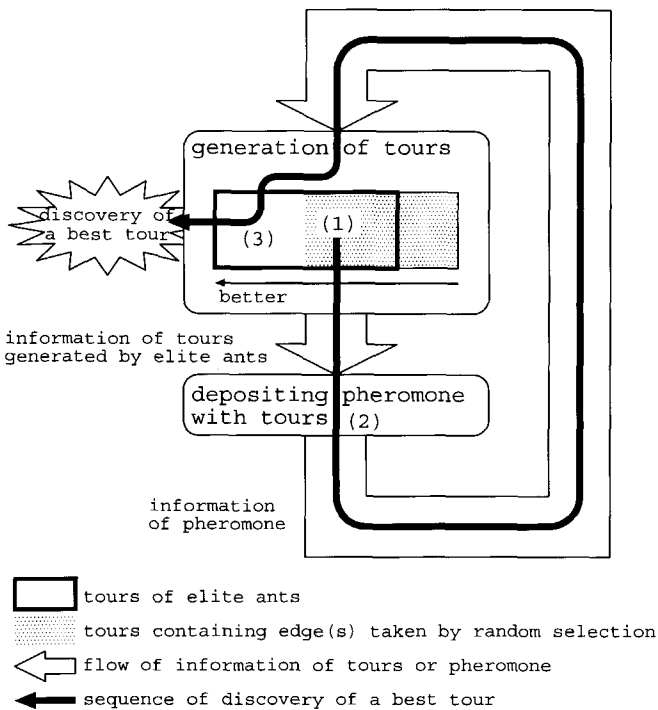 generation of tours
discovery of
a best tour
(1)
(3)
better
information of tours
generated by elite ants
depositing pheromone
with tours (2)
information
of pheromone
tours of elite ants
tours containing edge(s) taken by random selection
flow of information of tours or pheromone
sequence of discovery of a best tour